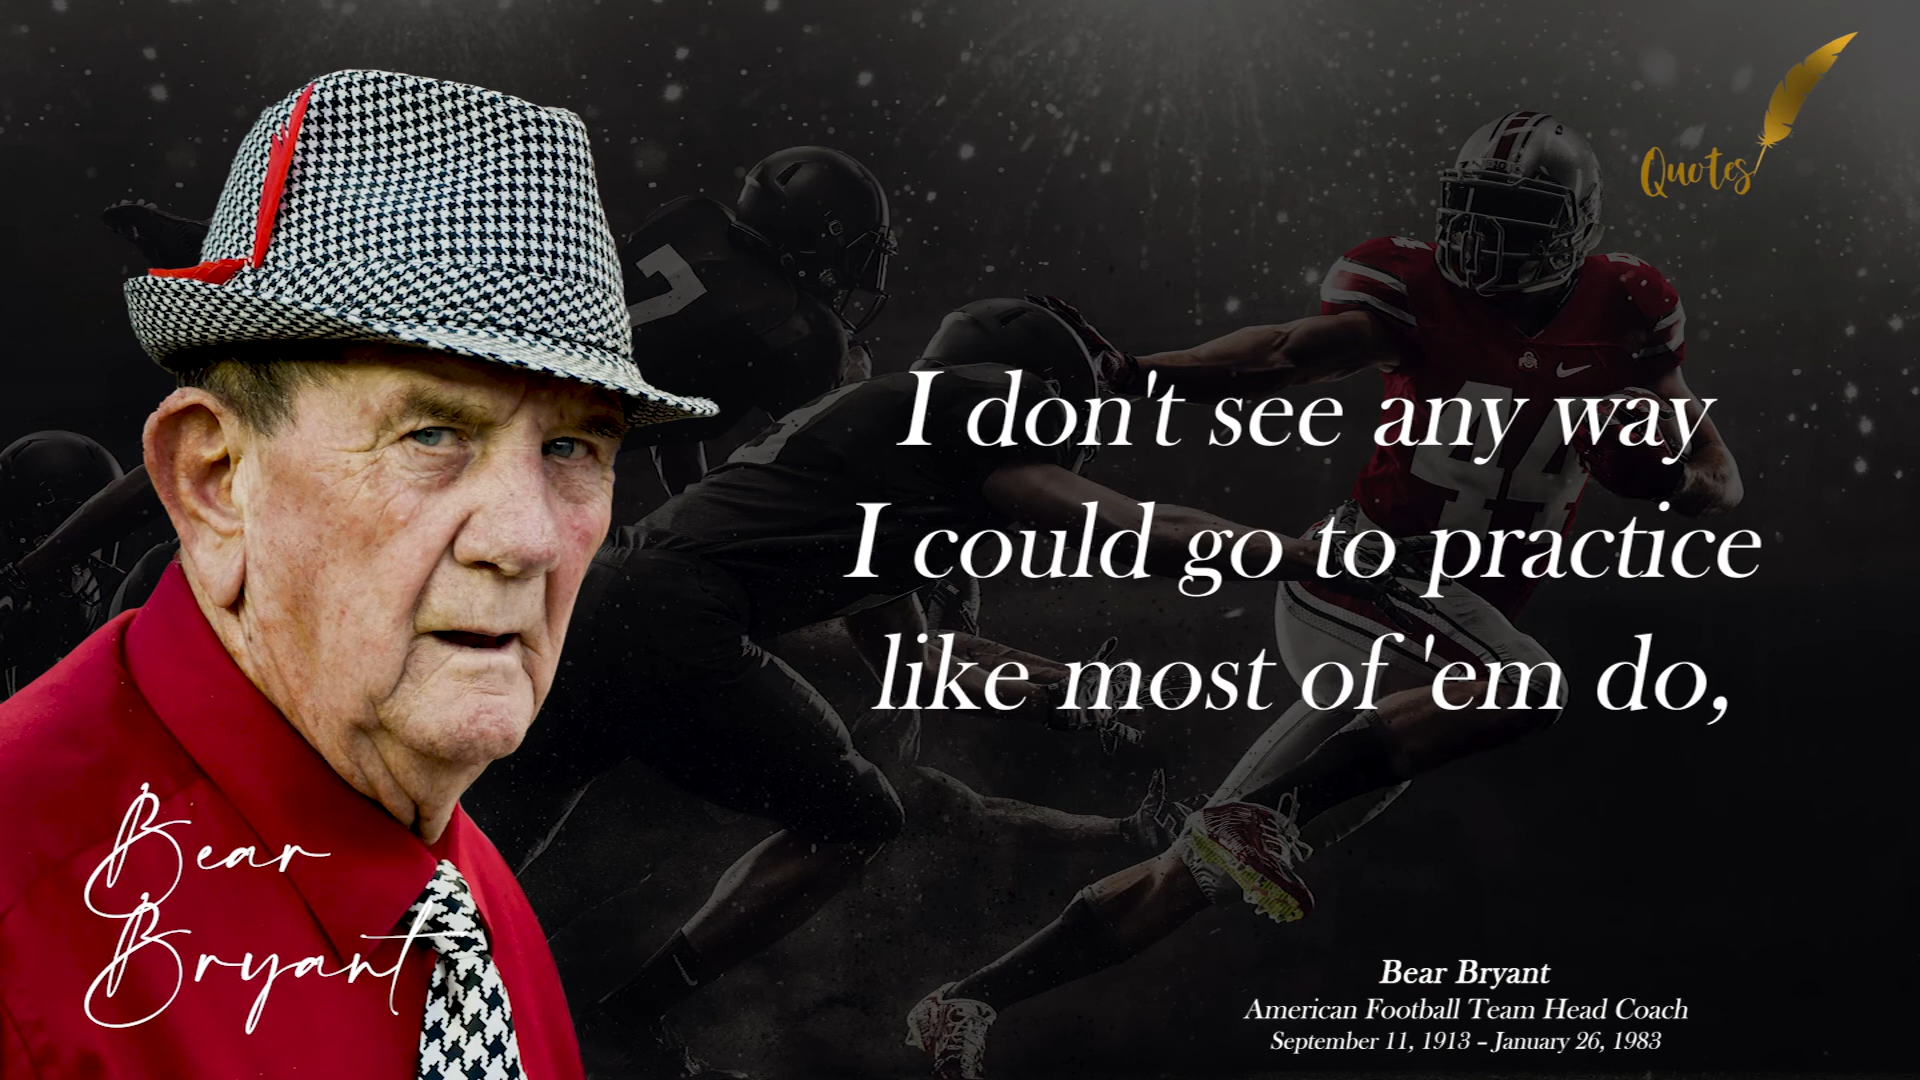 Quotes
I don't see any way
I could go to practice
like most of 'em do,
Bear
Bryant
Bear Bryant
American Football Team Head Coach
September 11, 1913 – January 26, 1983
44